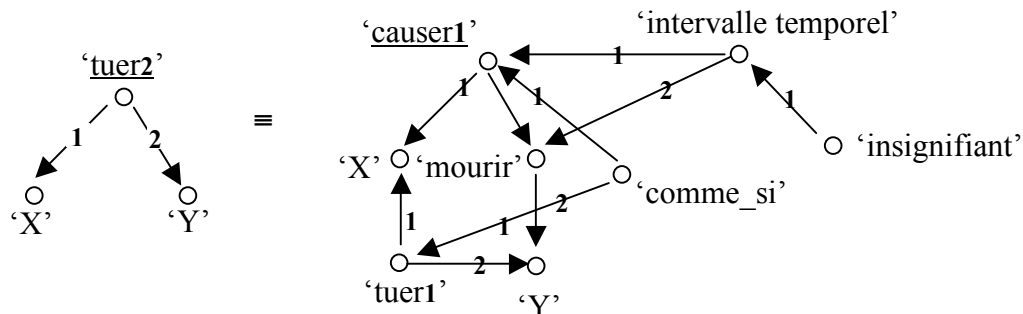 ‘tuer2’
1
2
‘X’
‘Y’
≡
‘causer1’
‘intervalle temporel’
1
1
1
2
1
‘X’
‘mourir’
‘insignifiant’
‘comme_si’
1
1
2
2
‘tuer1’
‘Y’